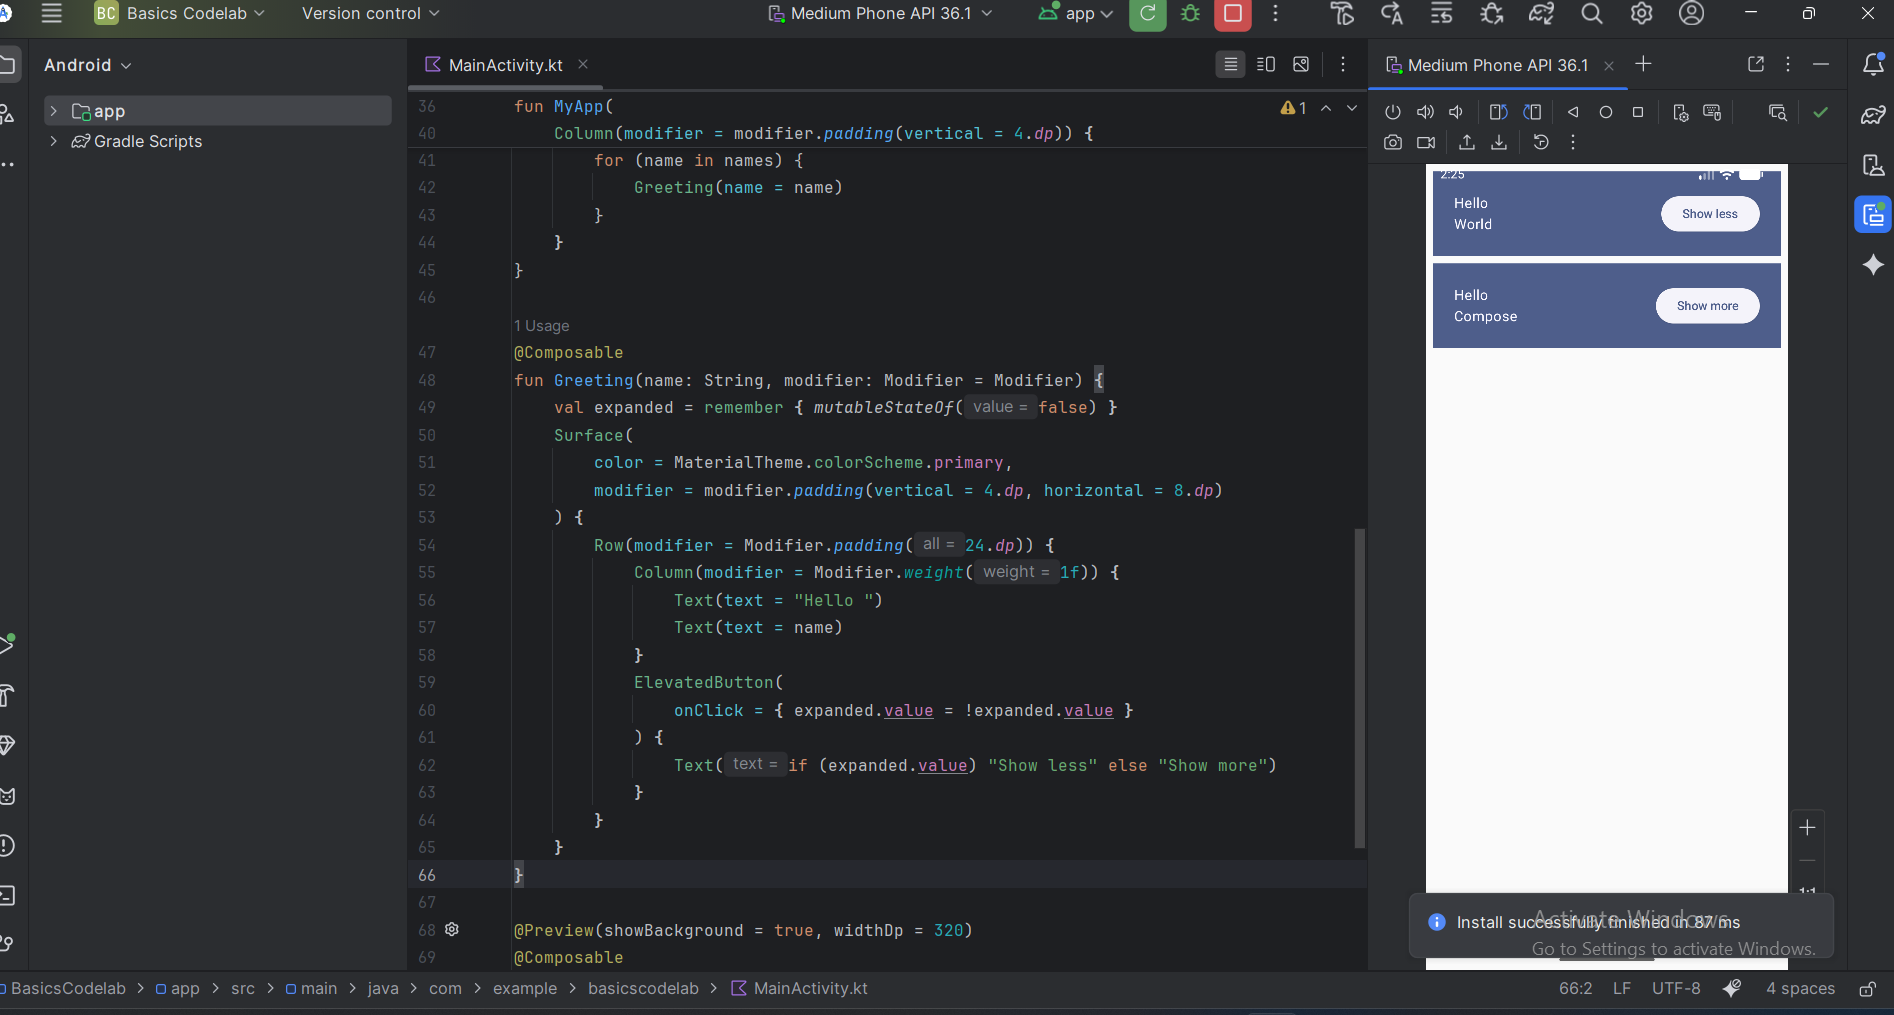 BC Basics Codelab Version control Medium Phone API 36.1 app
Android
MainActivity.kt
Medium Phone API 36.1
app
Gradle Scripts
1
36 fun MyApp(
40 Column(modifier = modifier.padding(vertical = 4.dp)) {
41 for (name in names) {
42 Greeting(name = name)
43 }
44 }
45 }
46
1 Usage
47 @Composable
48 fun Greeting(name: String, modifier: Modifier = Modifier) {
49 val expanded = remember { mutableStateOf( value = false) }
50 Surface(
51 color = MaterialTheme.colorScheme.primary,
52 modifier = modifier.padding(vertical = 4.dp, horizontal = 8.dp)
53 ) {
54 Row(modifier = Modifier.padding( all = 24.dp)) {
55 Column(modifier = Modifier.weight( weight = 1f)) {
56 Text(text = "Hello ")
57 Text(text = name)
58 }
59 ElevatedButton(
60 onClick = { expanded.value = !expanded.value }
61 ) {
62 Text( text = if (expanded.value) "Show less" else "Show more")
63 }
64 }
65 }
66 }
67
68 @Preview(showBackground = true, widthDp = 320)
69 @Composable
2:25
Hello
World
Show less
Hello
Compose
Show more
1:1
Install successfully finished in 87 ms
Activate Windows
Go to Settings to activate Windows.
BasicsCodelab > app > src > main > java > com > example > basicscodelab > MainActivity.kt
66:2 LF UTF-8 4 spaces